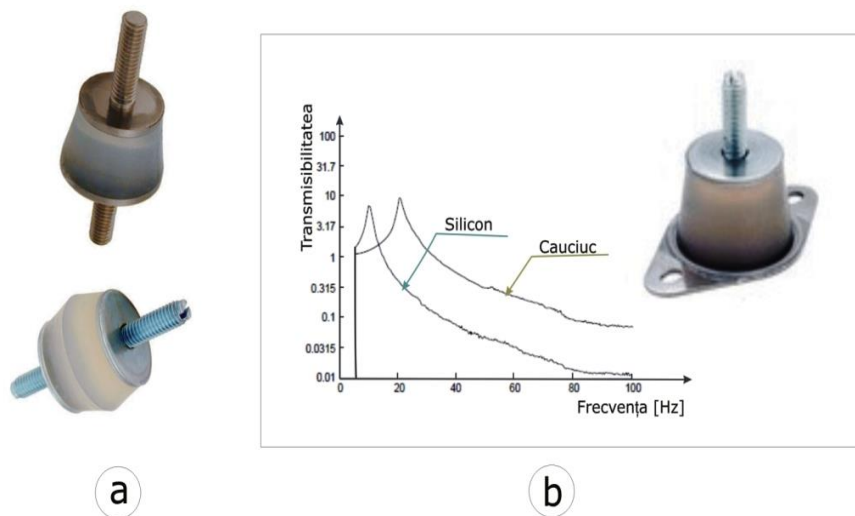 Transmisibilitatea
100
31.7
10
3.17
1
0.315
0.1
0.0315
0.01
0
20
40
60
80
100
Frecvența [Hz]
Silicon
Cauciuc
a
b